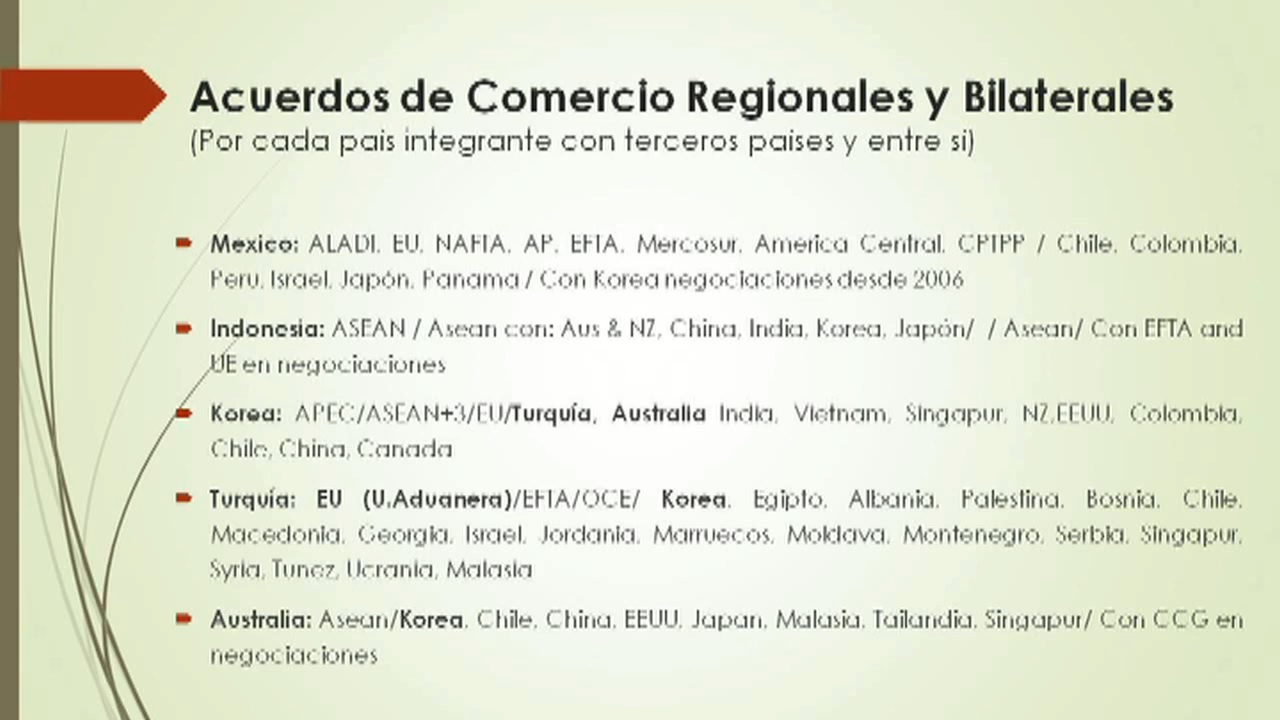 Acuerdos de Comercio Regionales y Bilaterales
(Por cada pais integrante con terceros países y entre si)
Mexico: ALADI, EU, NAFTA, AP, EFTA, Mercosur, America Central, CPTPP / Chile, Colombia,
Peru, Israel, Japón, Panama / Con Korea negociaciones desde 2006
Indonesia: ASEAN / Asean con: Aus & NZ, China, India, Korea, Japón/ / Asean/ Con EFTA and
UE en negociaciones
Korea: APEC/ASEAN+3/EU/Turquía, Australia India, Vietnam, Singapur, NZ,EEUU, Colombia,
Chile, China, Canada
Turquía: EU (U.Aduanera)/EFTA/OCE/ Korea, Egipto, Albania, Palestina, Bosnia, Chile,
Macedonia, Georgia, Israel, Jordania, Marruecos, Moldava, Montenegro, Serbia, Singapur,
Syria, Tunez, Ucrania, Malasia
Australia: Asean/Korea, Chile, China, EEUU, Japan, Malasia, Tailandia, Singapur/ Con CCG en
negociaciones